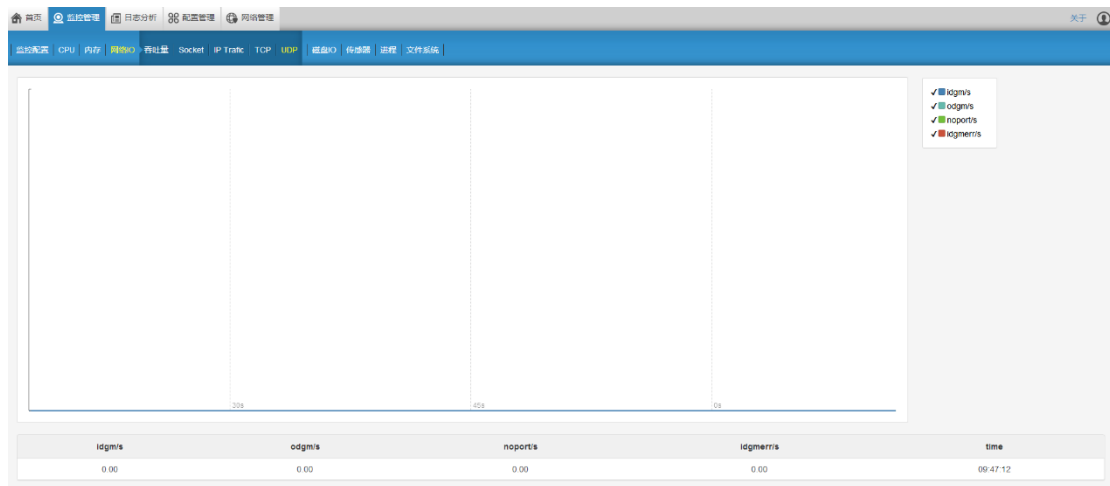 首页 监控管理 日志分析 配置管理 网络管理 关于
监控配置 CPU 内存 网络IO 吞吐量 Socket IP Trafic TCP UDP 磁盘IO 传感器 进程 文件系统
✓idgm/s
✓odgm/s
✓noport/s
✓idgmerr/s
30s 45s 0s
idgm/s odgm/s noport/s idgmerr/s time
0.00 0.00 0.00 0.00 09:47:12